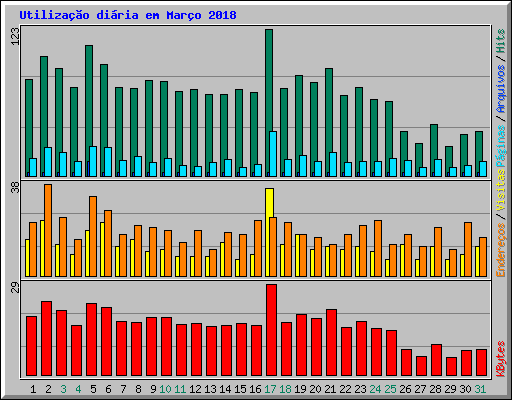 Utilização diária em Março 2018
123
38
29
Endereços / Visitas Páginas / Arquivos / Hits
KBytes
1 2 3 4 5 6 7 8 9 10 11 12 13 14 15 16 17 18 19 20 21 22 23 24 25 26 27 28 29 30 31